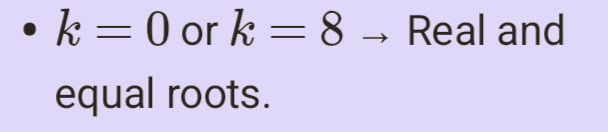 • k = 0 or k = 8 → Real and
equal roots.